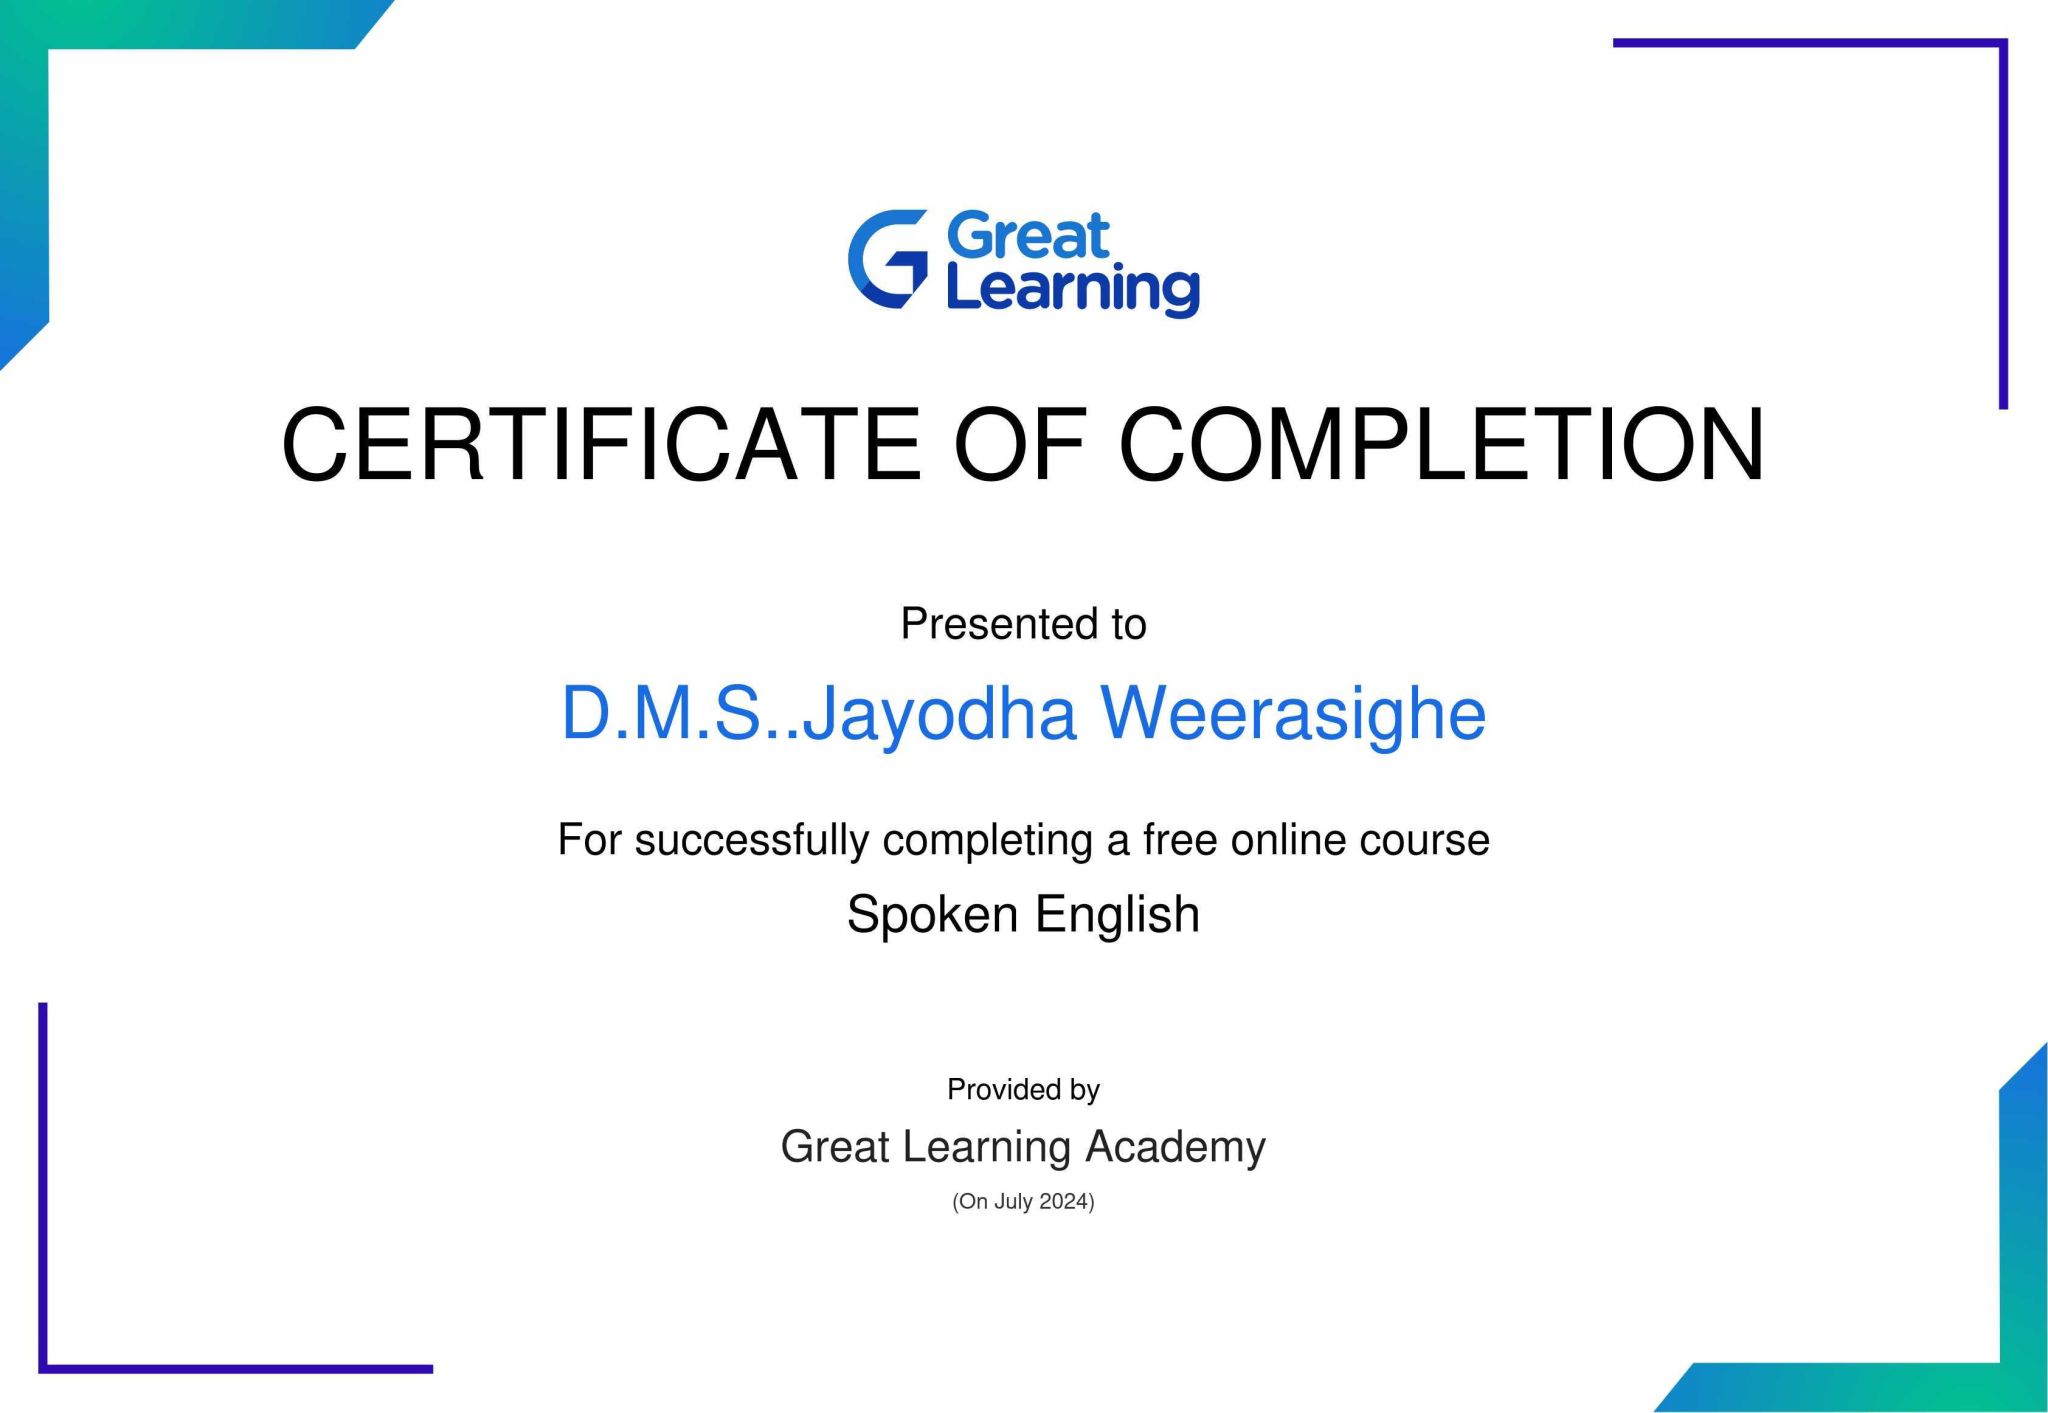 Great
Learning
CERTIFICATE OF COMPLETION
Presented to
D.M.S..Jayodha Weerasighe
For successfully completing a free online course
Spoken English
Provided by
Great Learning Academy
(On July 2024)